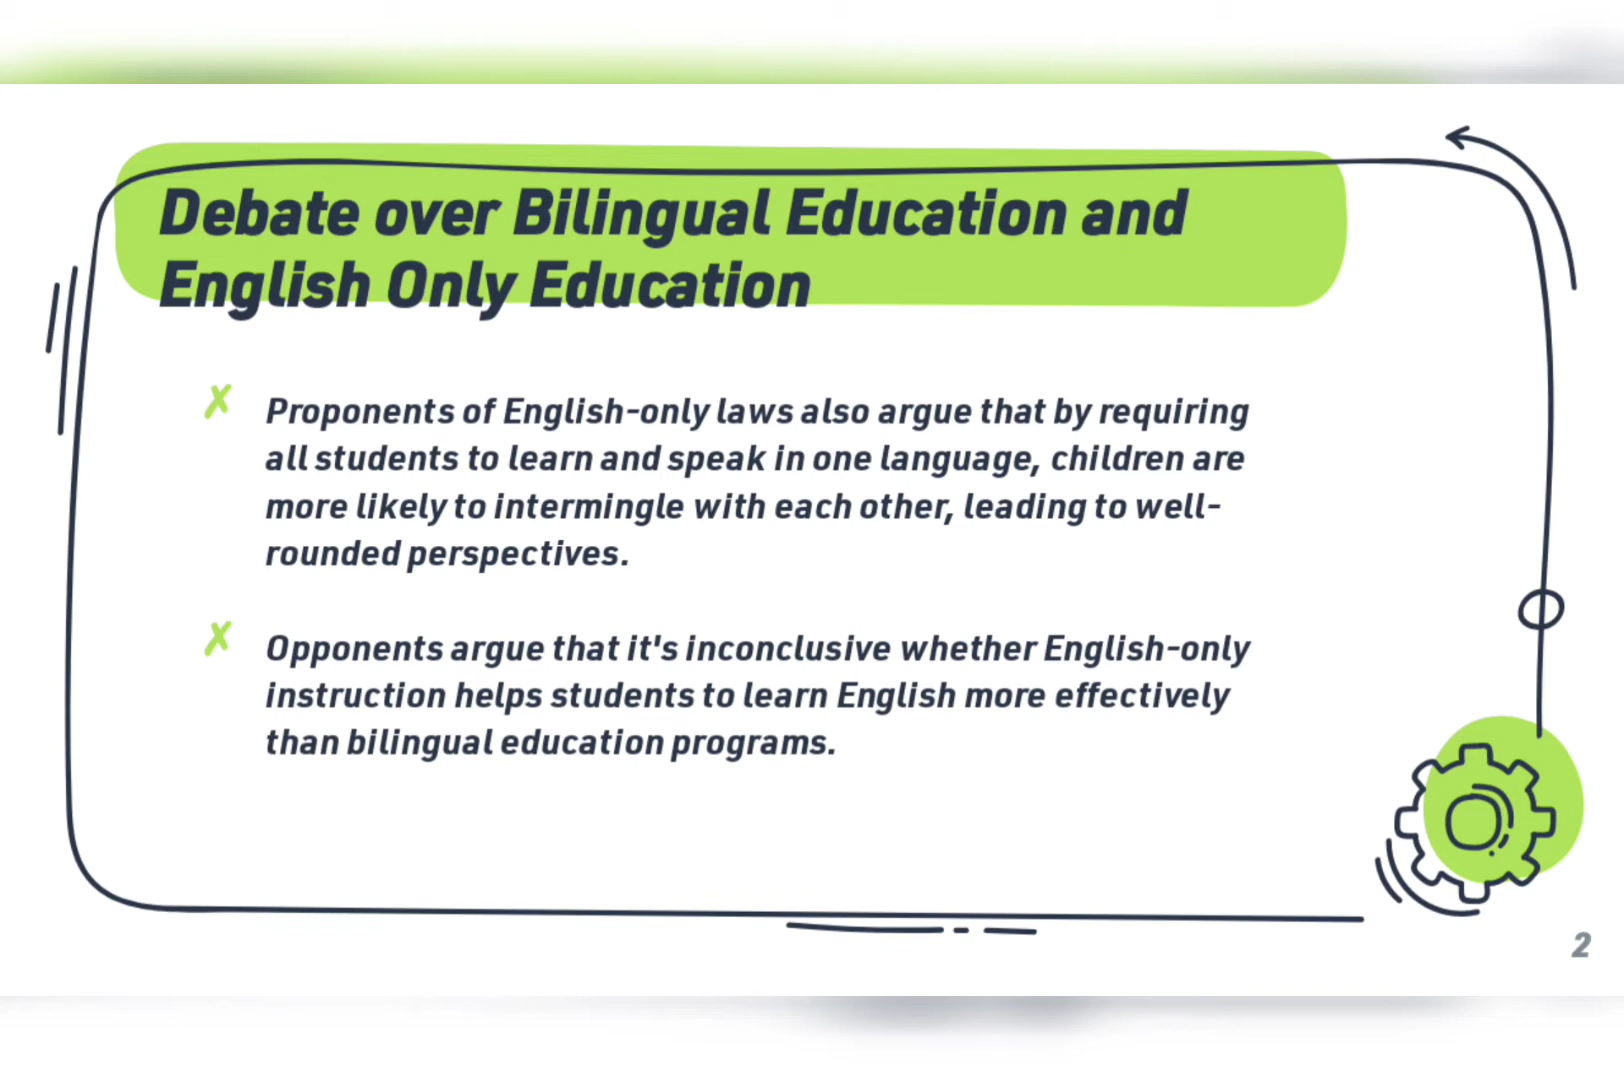 Debate over Bilingual Education and
English Only Education
✗ Proponents of English-only laws also argue that by requiring
all students to learn and speak in one language, children are
more likely to intermingle with each other, leading to well-
rounded perspectives.
✗ Opponents argue that it's inconclusive whether English-only
instruction helps students to learn English more effectively
than bilingual education programs.
2